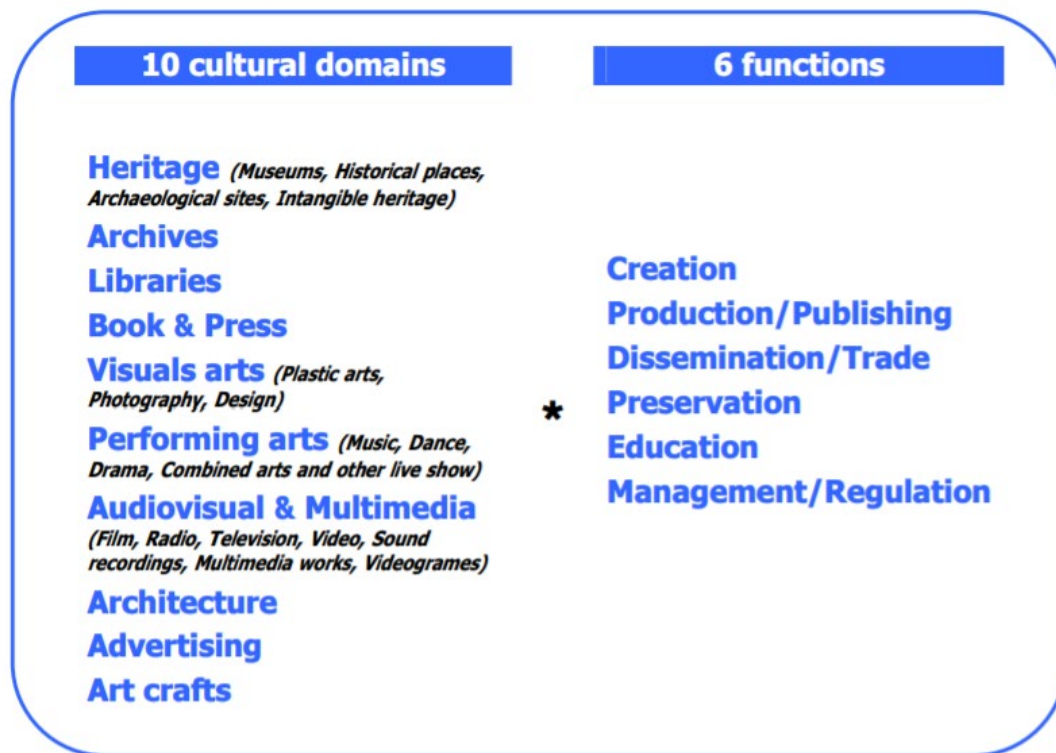 10 cultural domains
Heritage (Museums, Historical places,
Archaeological sites, Intangible heritage)
Archives
Libraries
Book & Press
Visuals arts (Plastic arts,
Photography, Design)
Performing arts (Music, Dance,
Drama, Combined arts and other live show)
Audiovisual & Multimedia
(Film, Radio, Television, Video, Sound
recordings, Multimedia works, Videogrames)
Architecture
Advertising
Art crafts
*
6 functions
Creation
Production/Publishing
Dissemination/Trade
Preservation
Education
Management/Regulation